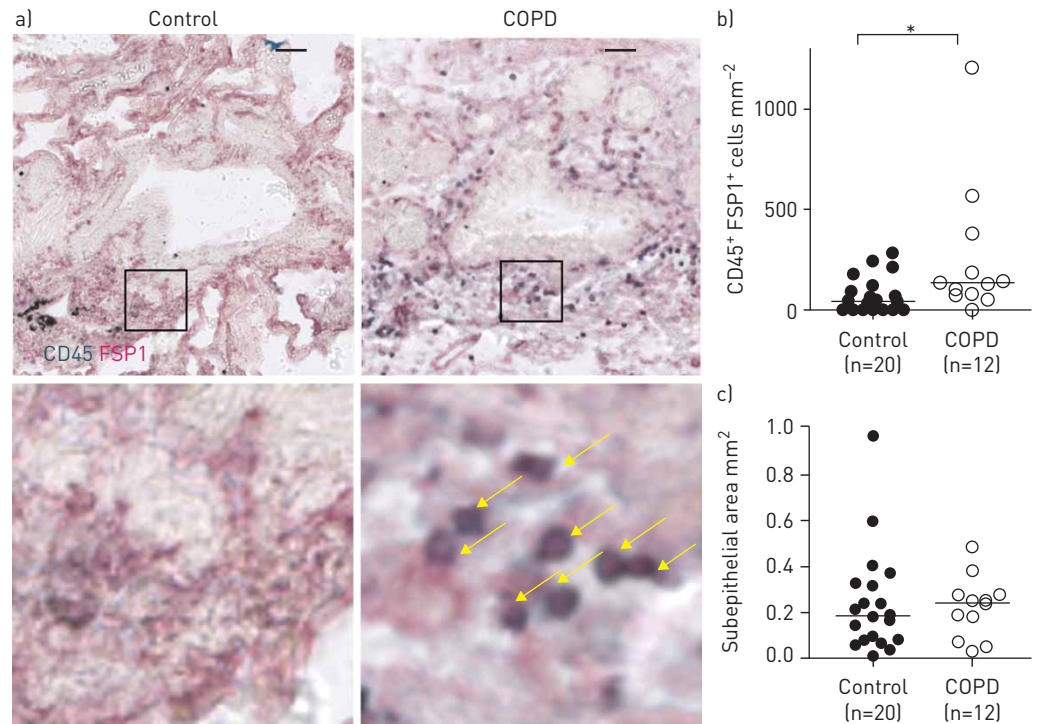 a)
Control
COPD
CD45 FSP1
b)
*
CD45⁺ FSP1⁺ cells mm⁻²
1000
500
0
Control
(n=20)
COPD
(n=12)
c)
Subepithelial area mm²
1.0
0.8
0.6
0.4
0.2
0.0
Control
(n=20)
COPD
(n=12)